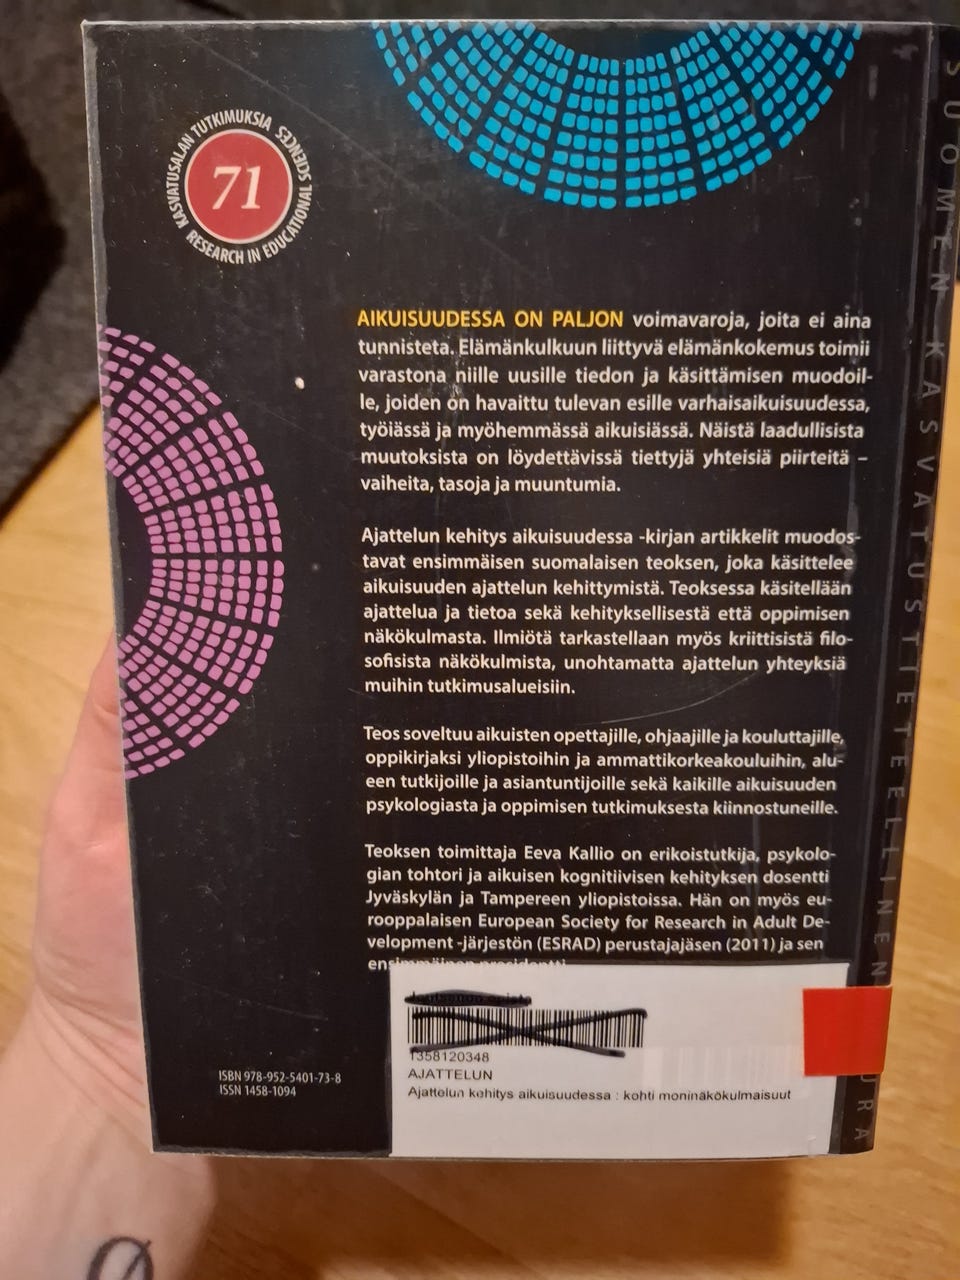 KASVATUSALAN TUTKIMUKSIA
71
RESEARCH IN EDUCATIONAL SCIENCES
AIKUISUUDESSA ON PALJON voimavaroja, joita ei aina
tunnisteta. Elämänkulkuun liittyvä elämänkokemus toimii
varastona niille uusille tiedon ja käsittämisen muodoil-
le, joiden on havaittu tulevan esille varhaisaikuisuudessa,
työiässä ja myöhemmässä aikuisiässä. Näistä laadullisista
muutoksista on löydettävissä tiettyjä yhteisiä piirteitä –
vaiheita, tasoja ja muuntumia.
Ajattelun kehitys aikuisuudessa -kirjan artikkelit muodos-
tavat ensimmäisen suomalaisen teoksen, joka käsittelee
aikuisuuden ajattelun kehittymistä. Teoksessa käsitellään
ajattelua ja tietoa sekä kehityksellisestä että oppimisen
näkökulmasta. Ilmiötä tarkastellaan myös kriittisistä filo-
sofisista näkökulmista, unohtamatta ajattelun yhteyksiä
muihin tutkimusalueisiin.
Teos soveltuu aikuisten opettajille, ohjaajille ja kouluttajille,
oppikirjaksi yliopistoihin ja ammattikorkeakouluihin, alu-
een tutkijoille ja asiantuntijoille sekä kaikille aikuisuuden
psykologiasta ja oppimisen tutkimuksesta kiinnostuneille.
Teoksen toimittaja Eeva Kallio on erikoistutkija, psykolo-
gian tohtori ja aikuisen kognitiivisen kehityksen dosentti
Jyväskylän ja Tampereen yliopistoissa. Hän on myös eu-
rooppalaisen European Society for Research in Adult De-
velopment -järjestön (ESRAD) perustajajäsen (2011) ja sen
ensimmäinen presidentti
1358120348
AJATTELUN
Ajattelun kehitys aikuisuudessa : kohti moninäkökulmaisuut
ISBN 978-952-5401-73-8
ISSN 1458-1094
SUOMEN KASVATUSTIETEELLINEN URA